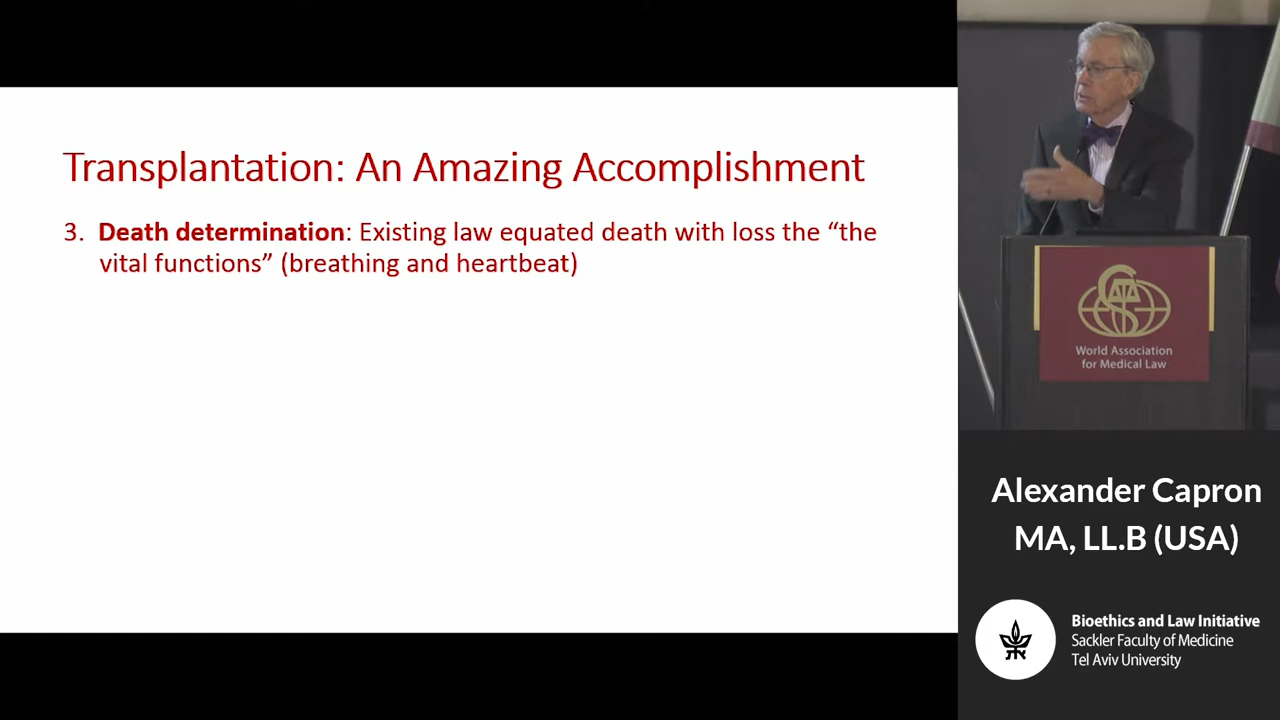 Transplantation: An Amazing Accomplishment
3. Death determination: Existing law equated death with loss the “the
vital functions” (breathing and heartbeat)
World Association
for Medical Law
Alexander Capron
MA, LL.B (USA)
Bioethics and Law Initiative
Sackler Faculty of Medicine
Tel Aviv University